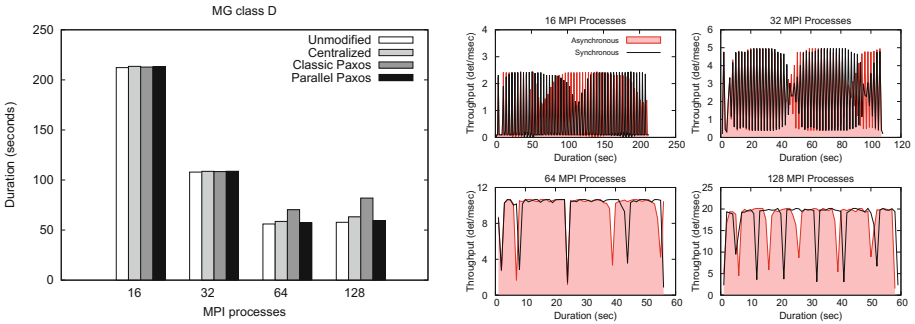 MG class D
Unmodified
Centralized
Classic Paxos
Parallel Paxos
Duration (seconds)
250
200
150
100
50
0
16 32 64 128
MPI processes
16 MPI Processes
Asynchronous
Synchronous
Throughput (det/msec)
4
3
2
1
0
0 50 100 150 200 250
Duration (sec)
32 MPI Processes
Throughput (det/msec)
6
5
4
3
2
1
0
0 20 40 60 80 100 120
Duration (sec)
64 MPI Processes
Throughput (det/msec)
12
8
4
0
0 10 20 30 40 50 60
Duration (sec)
128 MPI Processes
Throughput (det/msec)
25
20
15
10
5
0
0 10 20 30 40 50 60
Duration (sec)